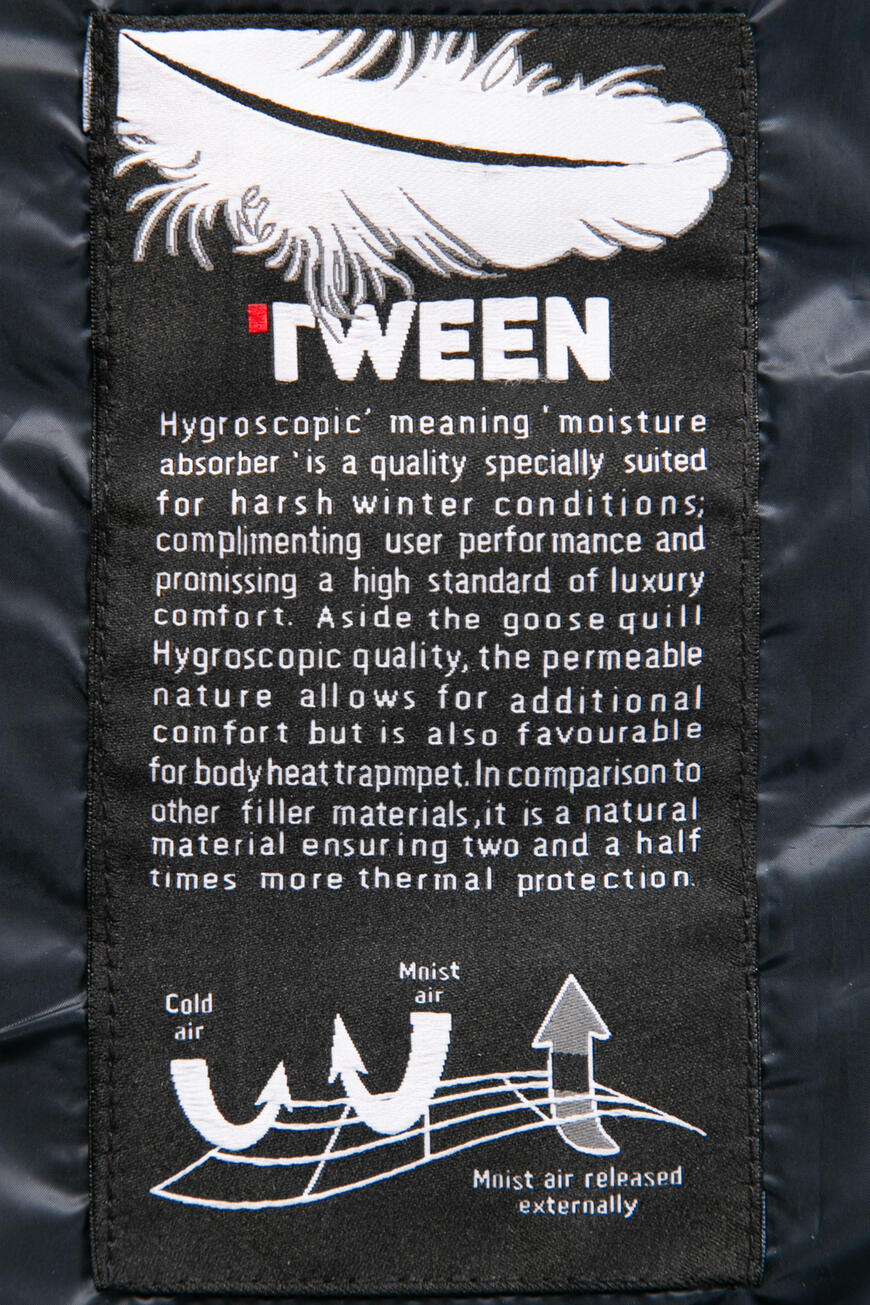 'TWEEN
Hygroscopic' meaning 'moisture
absorber 'is a quality specially suited
for harsh winter conditions;
complimenting user performance and
promissing a high standard of luxury
comfort. Aside the goose quill
Hygroscopic quality, the permeable
nature allows for additional
comfort but is also favourable
for body heat trapmpet. In comparison to
other filler materials,it is a natural
material ensuring two and a half
times more thermal protection.
Mnist
air
Cold
air
Mnist air released
externally